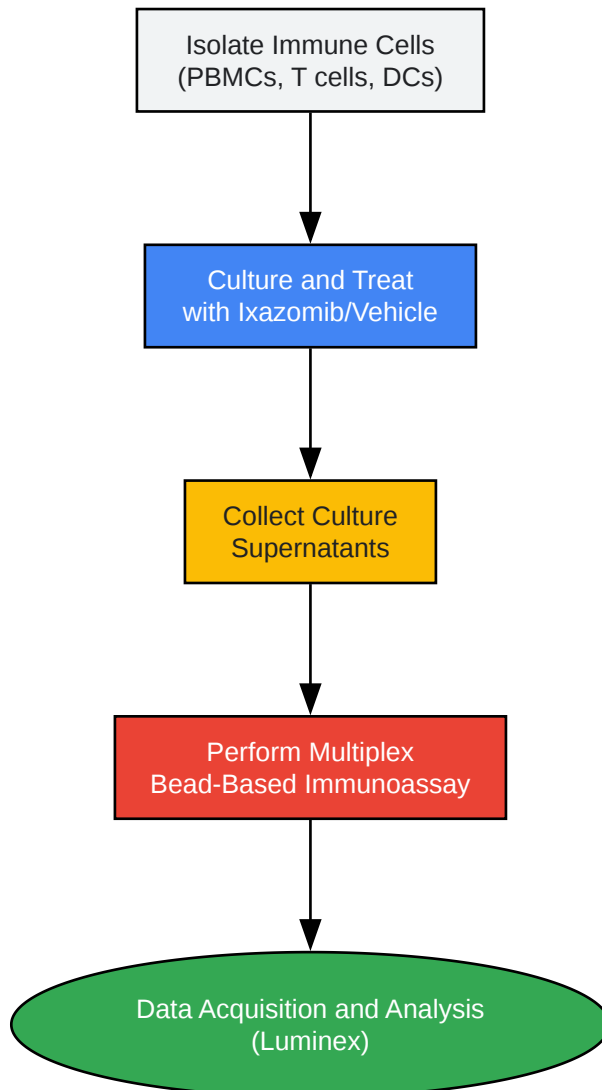 Isolate Immune Cells
(PBMCs, T cells, DCs)
Culture and Treat
with Ixazomib/Vehicle
Collect Culture
Supernatants
Perform Multiplex
Bead-Based Immunoassay
Data Acquisition and Analysis
(Luminex)